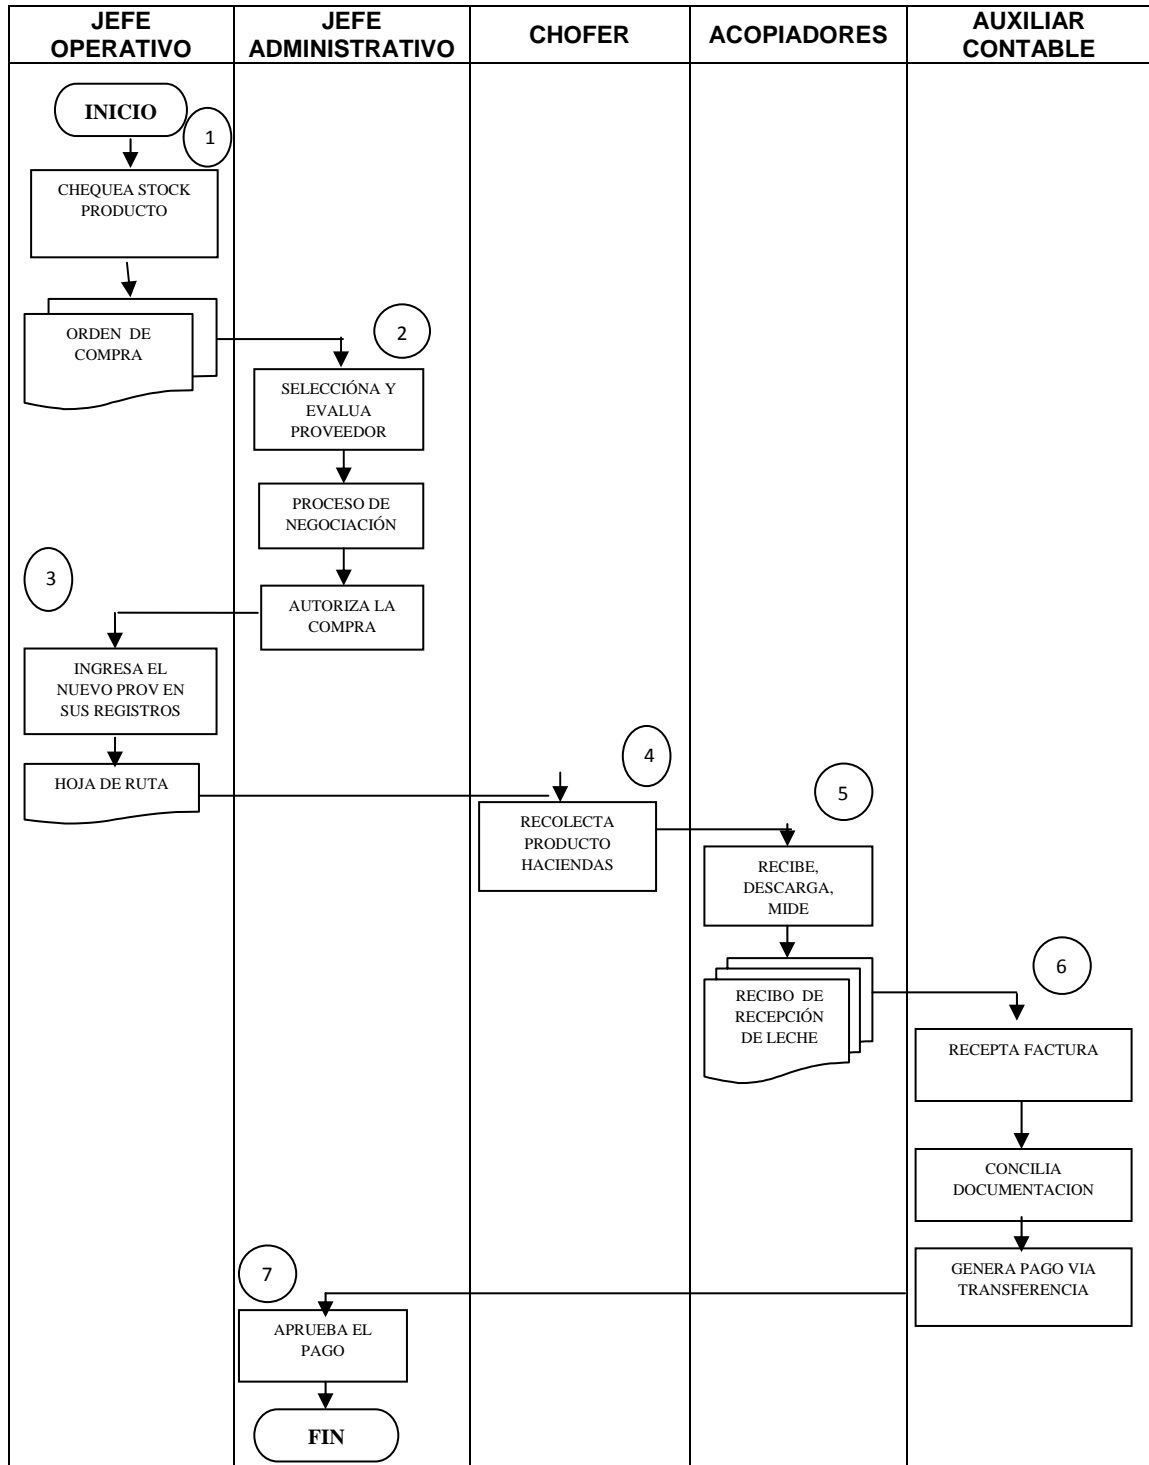 JEFE
OPERATIVO
JEFE
ADMINISTRATIVO
CHOFER
ACOPIADORES
AUXILIAR
CONTABLE
INICIO
1
CHEQUEA STOCK
PRODUCTO
ORDEN DE
COMPRA
2
SELECCIÓNA Y
EVALUA
PROVEEDOR
PROCESO DE
NEGOCIACIÓN
AUTORIZA LA
COMPRA
3
INGRESA EL
NUEVO PROV EN
SUS REGISTROS
HOJA DE RUTA
4
RECOLECTA
PRODUCTO
HACIENDAS
5
RECIBE,
DESCARGA,
MIDE
RECIBO DE
RECEPCIÓN
DE LECHE
6
RECEPTA FACTURA
CONCILIA
DOCUMENTACION
GENERA PAGO VIA
TRANSFERENCIA
7
APRUEBA EL
PAGO
FIN